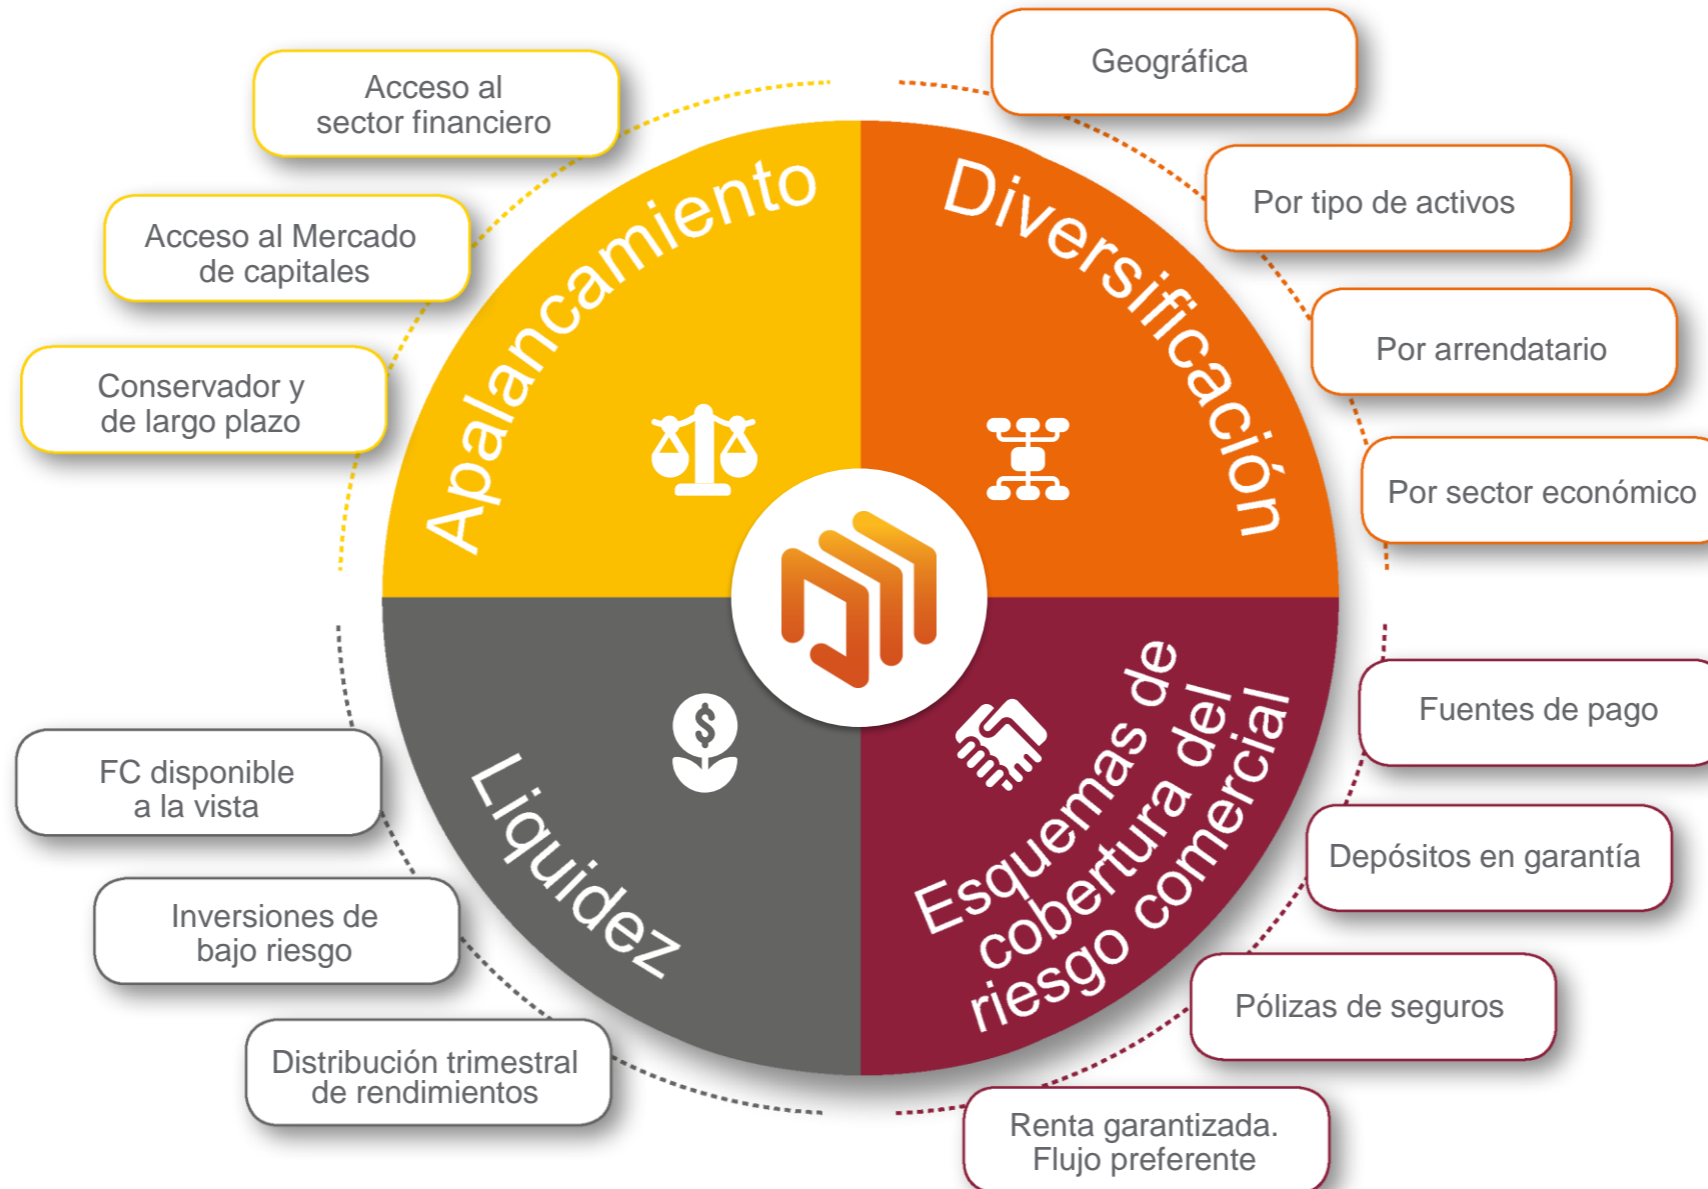 Apalancamiento
Acceso al
sector financiero
Acceso al Mercado
de capitales
Conservador y
de largo plazo
Diversificación
Geográfica
Por tipo de activos
Por arrendatario
Por sector económico
Liquidez
FC disponible
a la vista
Inversiones de
bajo riesgo
Distribución trimestral
de rendimientos
Esquemas de
cobertura del
riesgo comercial
Fuentes de pago
Depósitos en garantía
Pólizas de seguros
Renta garantizada.
Flujo preferente
$